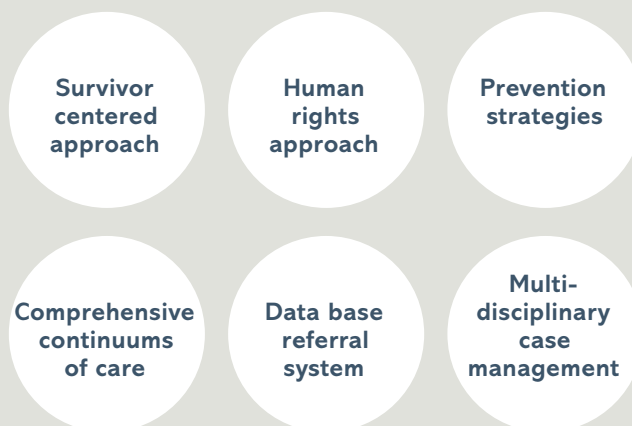 Survivor
centered
approach
Human
rights
approach
Prevention
strategies
Comprehensive
continuums
of care
Data base
referral
system
Multi-
disciplinary
case
management